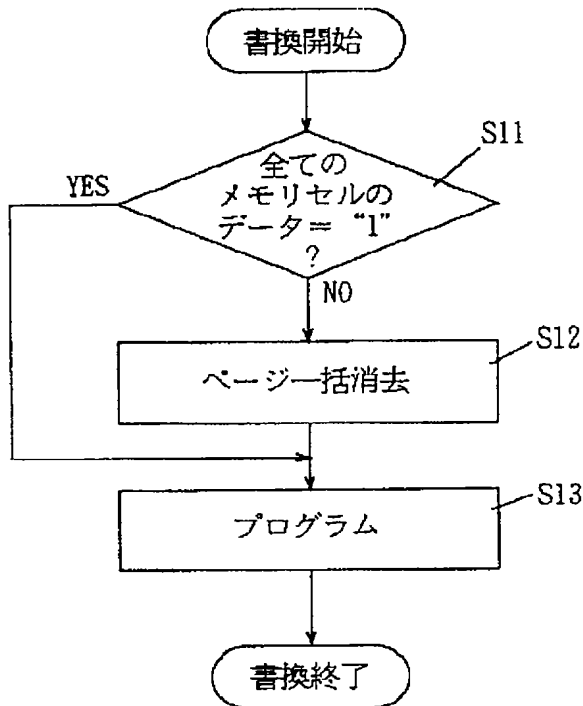 書換開始
S11
全ての
メモリセルの
データ＝“1”
?
YES
NO
S12
ページ一括消去
S13
プログラム
書換終了